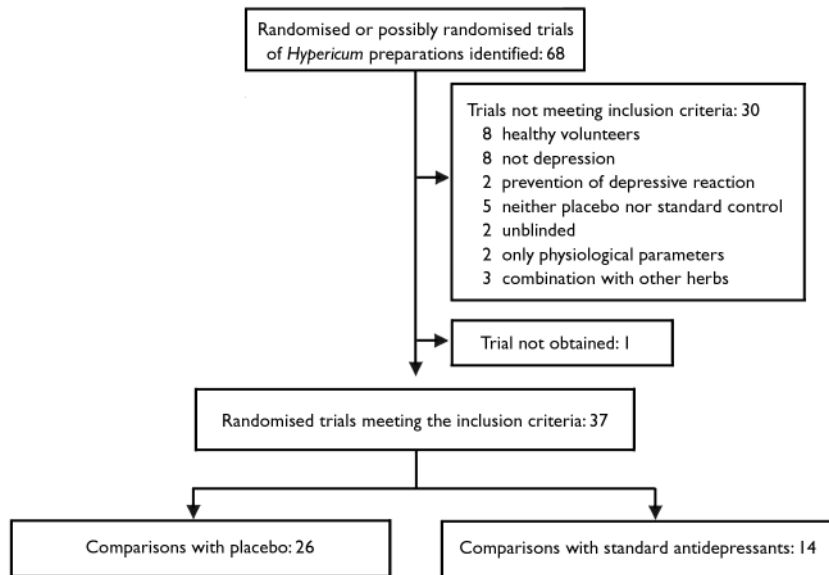 Randomised or possibly randomised trials
of Hypericum preparations identified: 68
Trials not meeting inclusion criteria: 30
8 healthy volunteers
8 not depression
2 prevention of depressive reaction
5 neither placebo nor standard control
2 unblinded
2 only physiological parameters
3 combination with other herbs
Trial not obtained: 1
Randomised trials meeting the inclusion criteria: 37
Comparisons with placebo: 26
Comparisons with standard antidepressants: 14